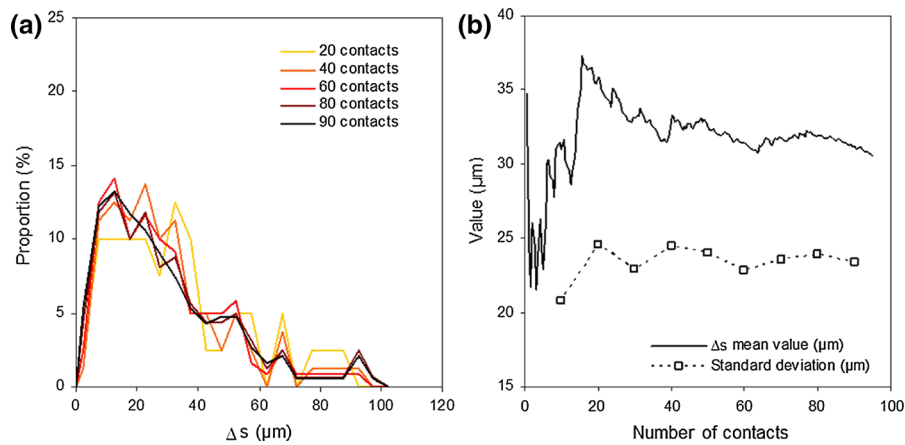 (a)
25
20
15
10
5
0
Proportion (%)
20 contacts
40 contacts
60 contacts
80 contacts
90 contacts
0 20 40 60 80 100 120
Δs (µm)
(b)
40
35
30
25
20
15
Value (µm)
Δs mean value (µm)
Standard deviation (µm)
0 20 40 60 80 100
Number of contacts